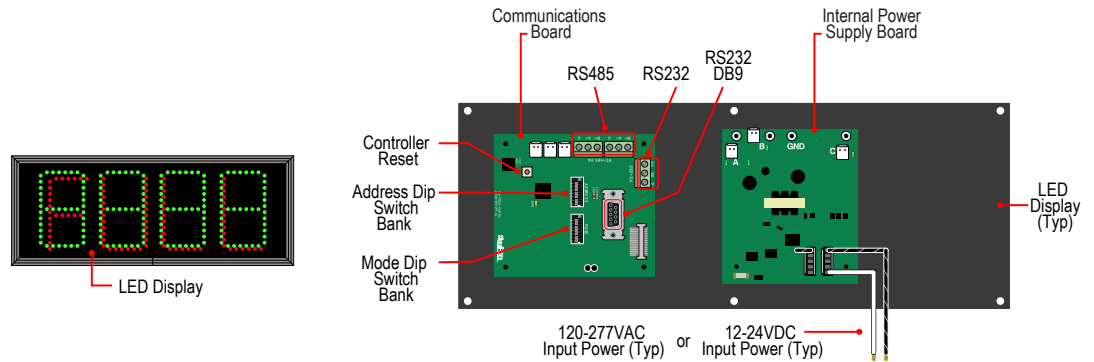 Communications
Board
Internal Power
Supply Board
RS485
RS232
RS232
DB9
Controller
Reset
Address Dip
Switch
Bank
Mode Dip
Switch
Bank
A
B
GND
C
LED
Display
(Typ)
LED Display
120-277VAC
Input Power (Typ)
or
12-24VDC
Input Power (Typ)